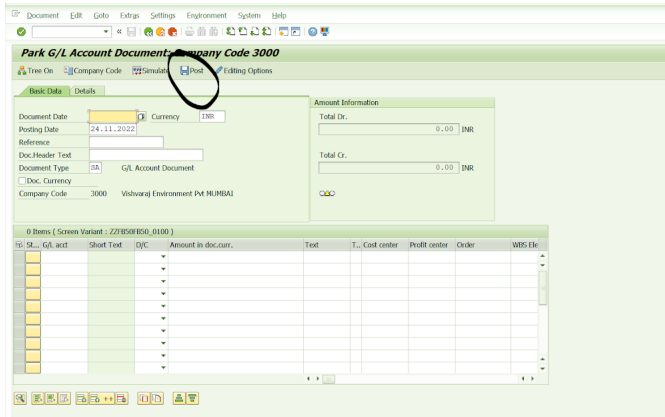 Document Edit Goto Extras Settings Environment System Help
Park G/L Account Document: Company Code 3000
Tree On Company Code Simulate Post Editing Options
Basic Data Details
Amount Information
Document Date Currency INR Total Dr.
Posting Date 24.11.2022 0.00 INR
Reference
Doc.Header Text Total Cr.
Document Type SA G/L Account Document 0.00 INR
Doc. Currency
Company Code 3000 Vishvaraj Environment Pvt MUMBAI
0 Items ( Screen Variant : ZZFB50FB50_0100 )
St... G/L acct Short Text D/C Amount in doc.curr. Text T.. Cost center Profit center Order WBS Ele